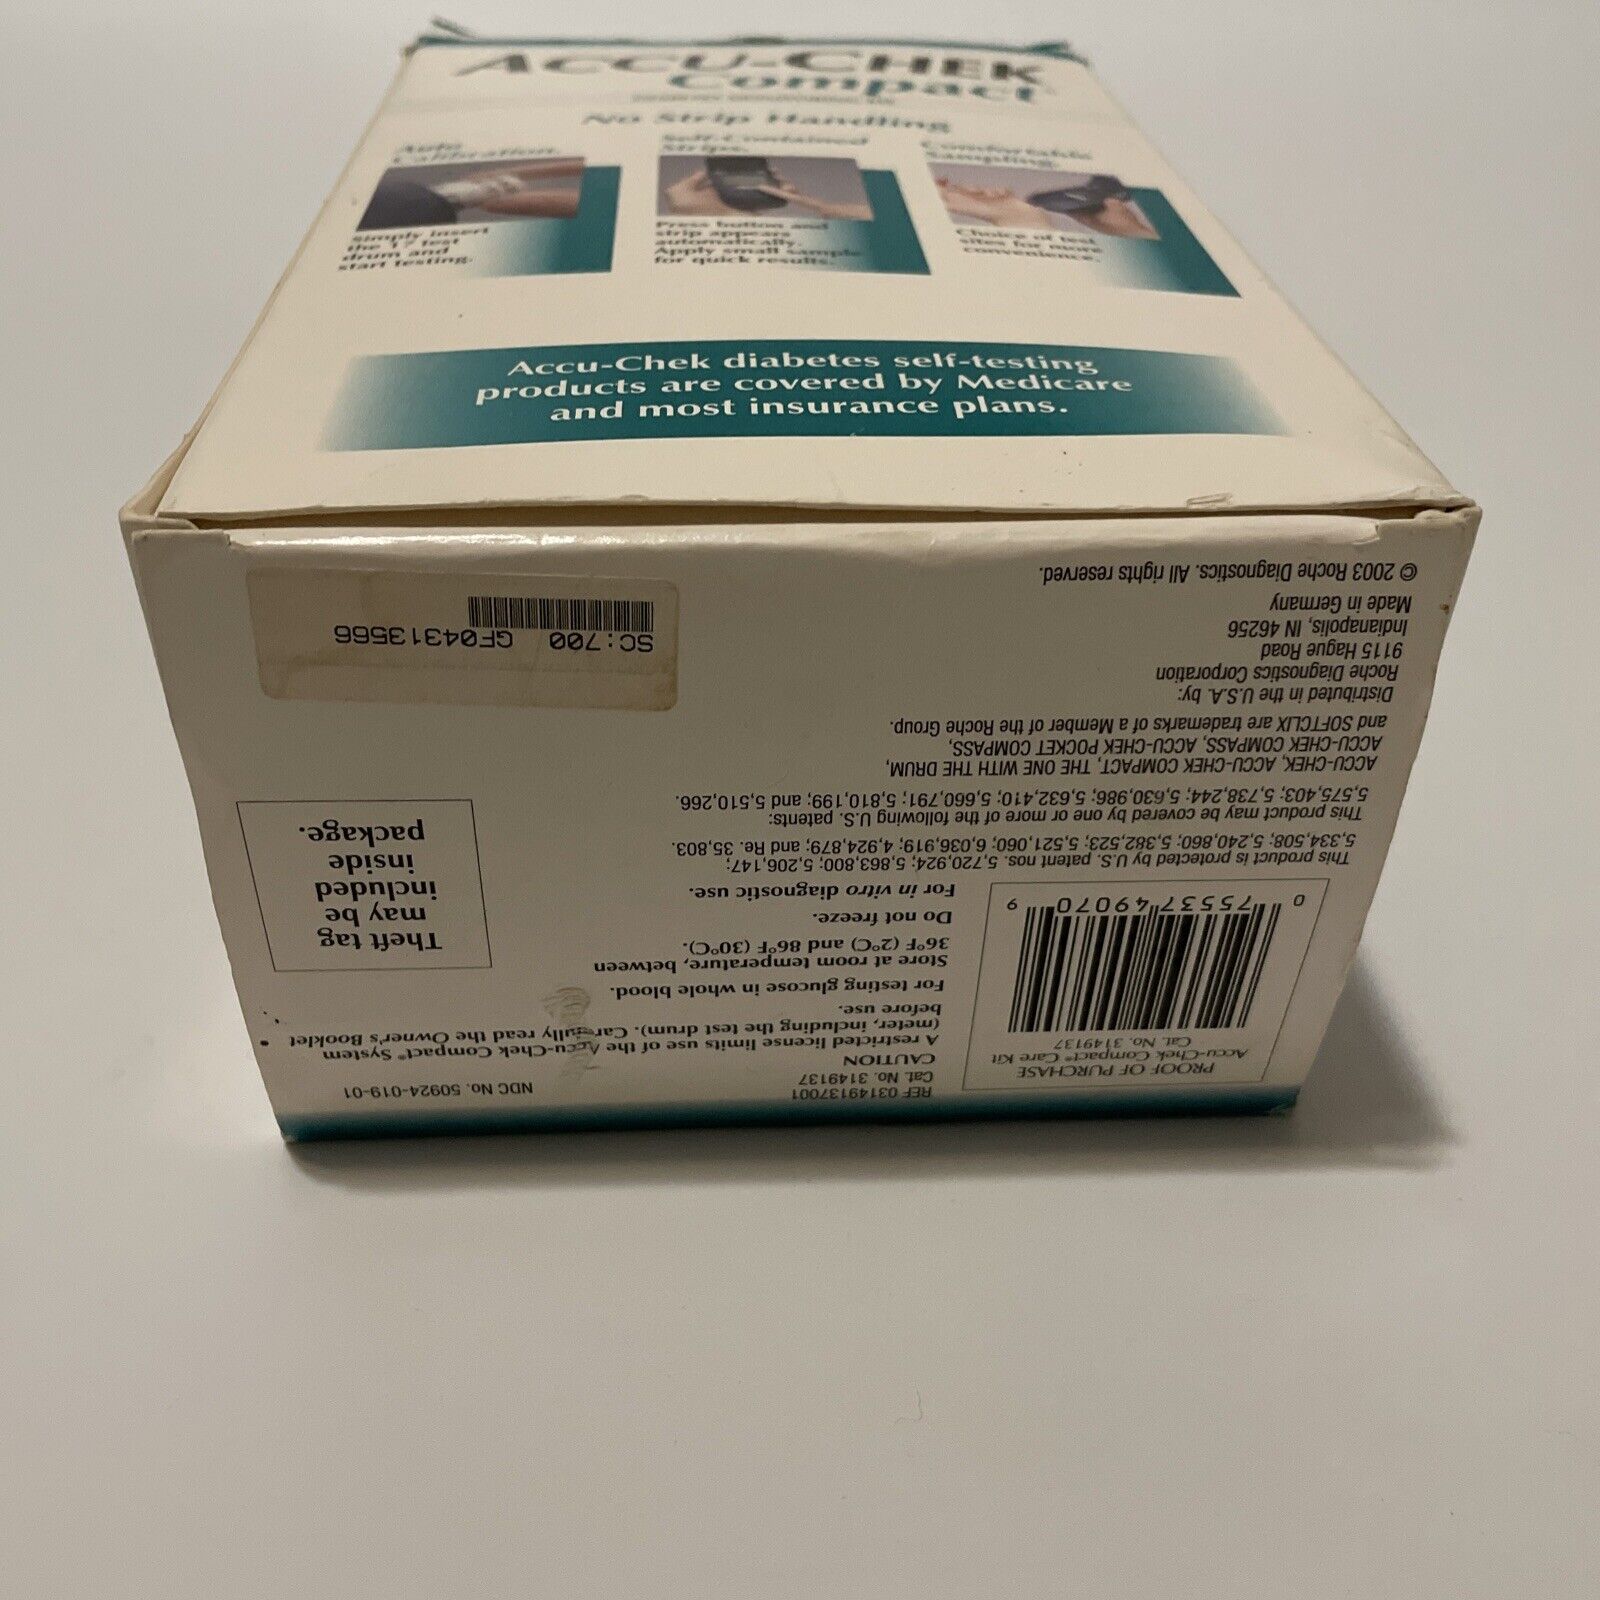 ACCU-CHEK
Compact
No Strip Handling
Auto
Calibration.
Simply insert
the 17 test
drum and
start testing.
Self-Contained
Strips.
Press button and
strip appears
automatically.
Apply small sample
for quick results.
Comfortable
Sampling.
Choice of test
sites for more
convenience.
Accu-Chek diabetes self-testing
products are covered by Medicare
and most insurance plans.
REF 03149137001
Cat. No. 3149137
NDC No. 50924-019-01
CAUTION
A restricted license limits use of the Accu-Chek Compact® System
(meter, including the test drum). Carefully read the Owner's Booklet
before use.
For testing glucose in whole blood.
Store at room temperature, between
36°F (2°C) and 86°F (30°C).
Do not freeze.
For in vitro diagnostic use.
PROOF OF PURCHASE
Accu-Chek Compact® Care Kit
Cat. No. 3149137
0 75537 49070 9
Theft tag
may be
included
inside
package.
This product is protected by U.S. patent nos. 5,720,924; 5,863,800; 5,206,147;
5,334,508; 5,240,860; 5,382,523; 5,521,060; 6,036,919; 4,924,879; and Re. 35,803.
This product may be covered by one or more of the following U.S. patents:
5,575,403; 5,738,244; 5,630,986; 5,632,410; 5,660,791; 5,810,199; and 5,510,266.
ACCU-CHEK, ACCU-CHEK COMPACT, THE ONE WITH THE DRUM,
ACCU-CHEK COMPASS, ACCU-CHEK POCKET COMPASS,
and SOFTCLIX are trademarks of a Member of the Roche Group.
Distributed in the U.S.A. by:
Roche Diagnostics Corporation
9115 Hague Road
Indianapolis, IN 46256
Made in Germany
© 2003 Roche Diagnostics. All rights reserved.
SC:700 GF04313566